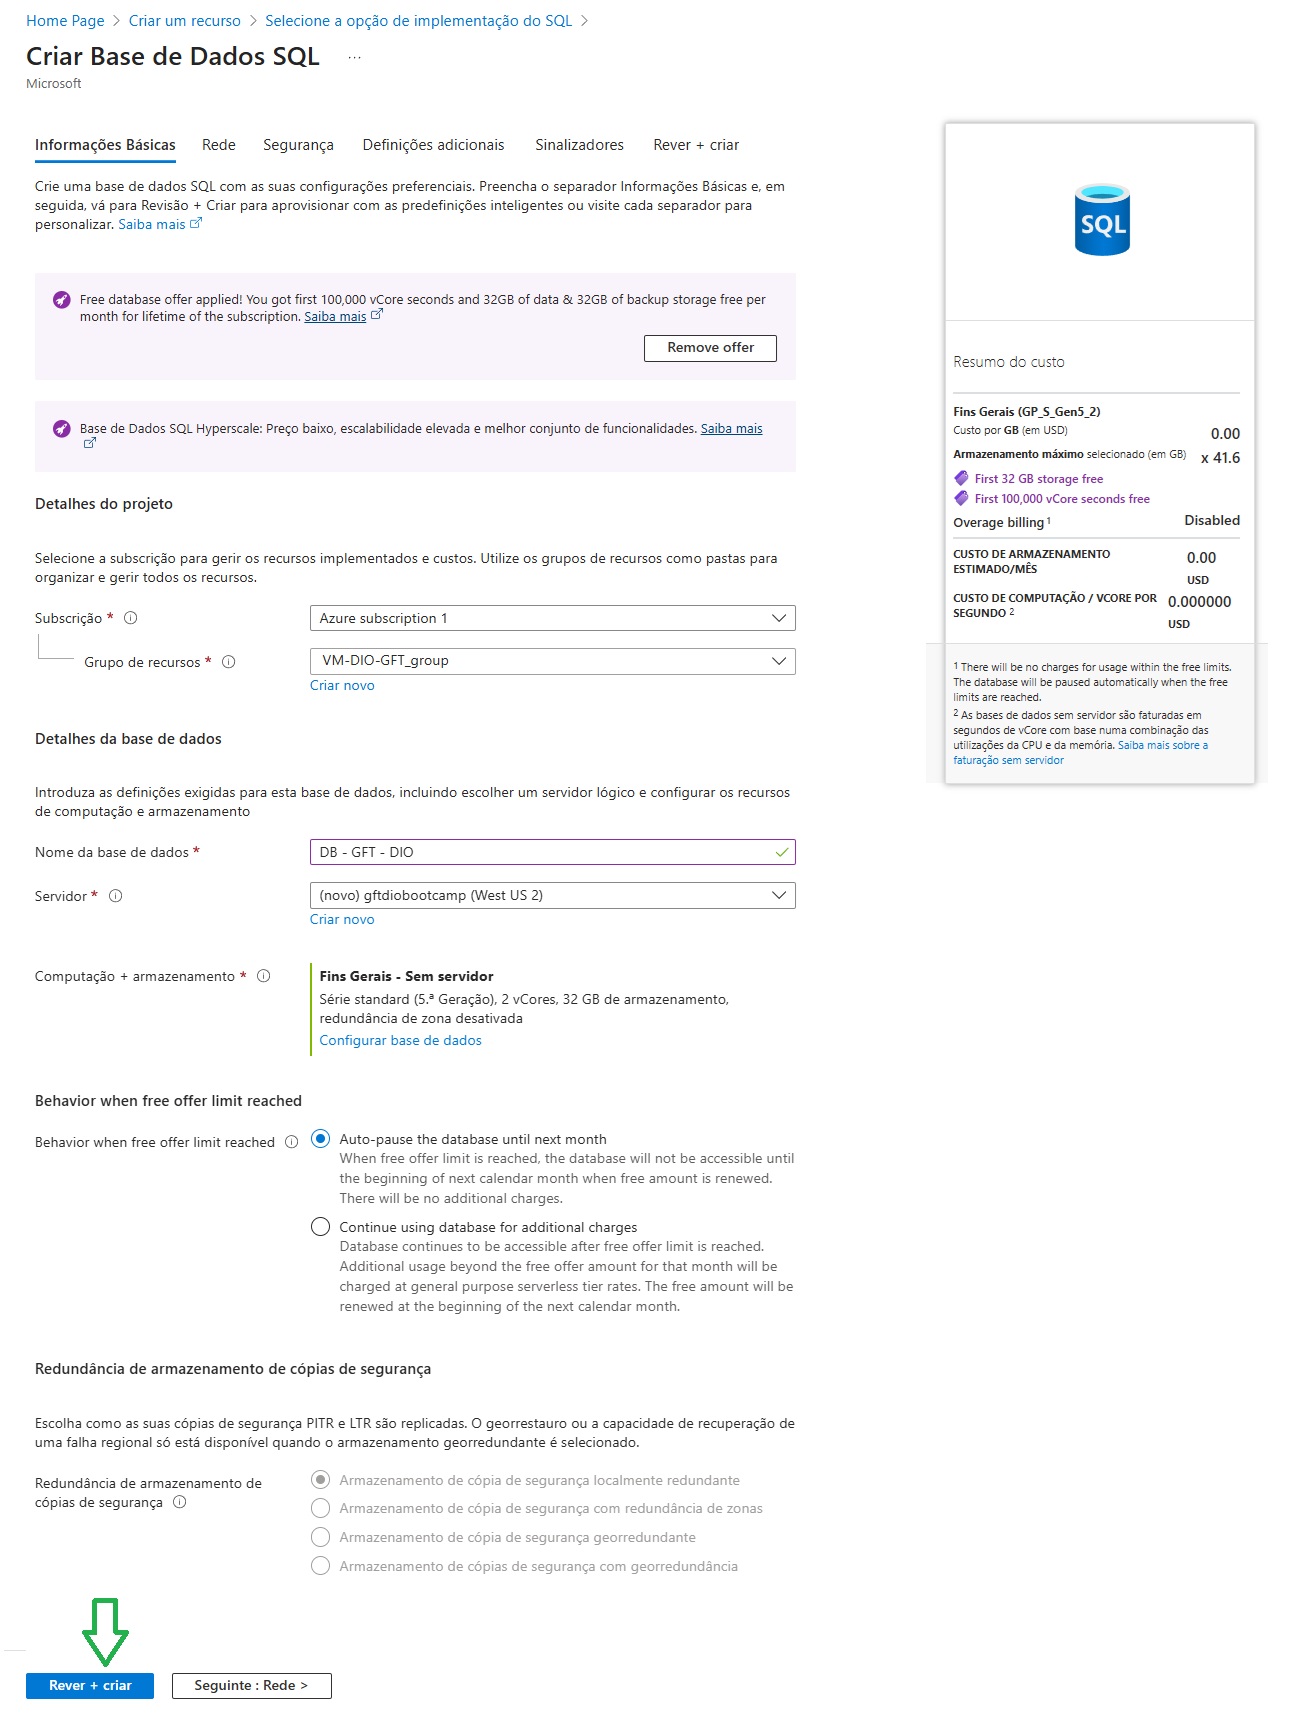 Home Page > Criar um recurso > Selecione a opção de implementação do SQL >
Criar Base de Dados SQL ...
Microsoft
Informações Básicas Rede Segurança Definições adicionais Sinalizadores Rever + criar
Crie uma base de dados SQL com as suas configurações preferenciais. Preencha o separador Informações Básicas e, em
seguida, vá para Revisão + Criar para aprovisionar com as predefinições inteligentes ou visite cada separador para
personalizar. Saiba mais
Free database offer applied! You got first 100,000 vCore seconds and 32GB of data & 32GB of backup storage free per
month for lifetime of the subscription. Saiba mais
Remove offer
Base de Dados SQL Hyperscale: Preço baixo, escalabilidade elevada e melhor conjunto de funcionalidades. Saiba mais
Detalhes do projeto
Selecione a subscrição para gerir os recursos implementados e custos. Utilize os grupos de recursos como pastas para
organizar e gerir todos os recursos.
Subscrição *
Azure subscription 1
Grupo de recursos *
VM-DIO-GFT_group
Criar novo
Detalhes da base de dados
Introduza as definições exigidas para esta base de dados, incluindo escolher um servidor lógico e configurar os recursos
de computação e armazenamento
Nome da base de dados *
DB - GFT - DIO
Servidor *
(novo) gftdiobootcamp (West US 2)
Criar novo
Computação + armazenamento *
Fins Gerais - Sem servidor
Série standard (5.ª Geração), 2 vCores, 32 GB de armazenamento,
redundância de zona desativada
Configurar base de dados
Behavior when free offer limit reached
Behavior when free offer limit reached
Auto-pause the database until next month
When free offer limit is reached, the database will not be accessible until
the beginning of next calendar month when free amount is renewed.
There will be no additional charges.
Continue using database for additional charges
Database continues to be accessible after free offer limit is reached.
Additional usage beyond the free offer amount for that month will be
charged at general purpose serverless tier rates. The free amount will be
renewed at the beginning of the next calendar month.
Redundância de armazenamento de cópias de segurança
Escolha como as suas cópias de segurança PITR e LTR são replicadas. O georrestauro ou a capacidade de recuperação de
uma falha regional só está disponível quando o armazenamento georredundante é selecionado.
Redundância de armazenamento de
cópias de segurança
Armazenamento de cópia de segurança localmente redundante
Armazenamento de cópia de segurança com redundância de zonas
Armazenamento de cópia de segurança georredundante
Armazenamento de cópias de segurança com georredundância
Rever + criar
Seguinte : Rede >
SQL
Resumo do custo
Fins Gerais (GP_S_Gen5_2)
Custo por GB (em USD) 0.00
Armazenamento máximo selecionado (em GB) x 41.6
First 32 GB storage free
First 100,000 vCore seconds free
Overage billing 1 Disabled
CUSTO DE ARMAZENAMENTO
ESTIMADO/MÊS
0.00
USD
CUSTO DE COMPUTAÇÃO / VCORE POR
SEGUNDO 2
0.000000
USD
1 There will be no charges for usage within the free limits.
The database will be paused automatically when the free
limits are reached.
2 As bases de dados sem servidor são faturadas em
segundos de vCore com base numa combinação das
utilizações da CPU e da memória. Saiba mais sobre a
faturação sem servidor